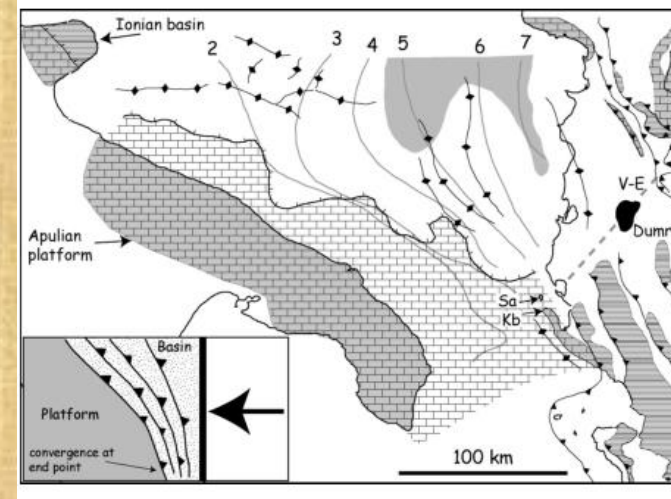 Ionian basin
2
3
4
5
6
7
V-E
Dumr
Apulian
platform
Sa
Kb
Basin
Platform
convergence at
end point
100 km